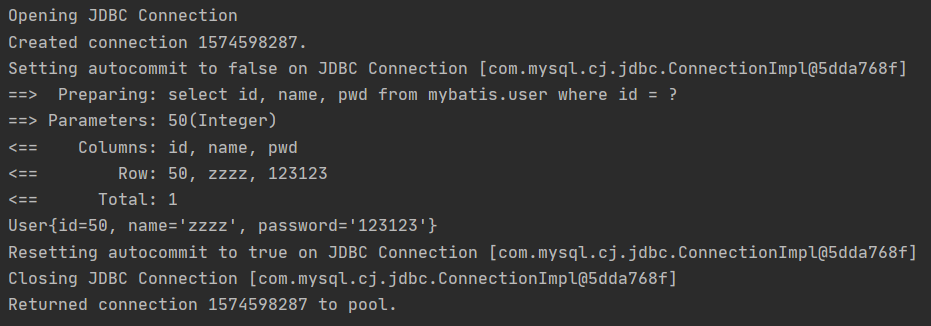 Opening JDBC Connection
Created connection 1574598287.
Setting autocommit to false on JDBC Connection [com.mysql.cj.jdbc.ConnectionImpl@5dda768f]
==>  Preparing: select id, name, pwd from mybatis.user where id = ?
==> Parameters: 50(Integer)
<==    Columns: id, name, pwd
<==        Row: 50, zzzz, 123123
<==      Total: 1
User{id=50, name='zzzz', password='123123'}
Resetting autocommit to true on JDBC Connection [com.mysql.cj.jdbc.ConnectionImpl@5dda768f]
Closing JDBC Connection [com.mysql.cj.jdbc.ConnectionImpl@5dda768f]
Returned connection 1574598287 to pool.